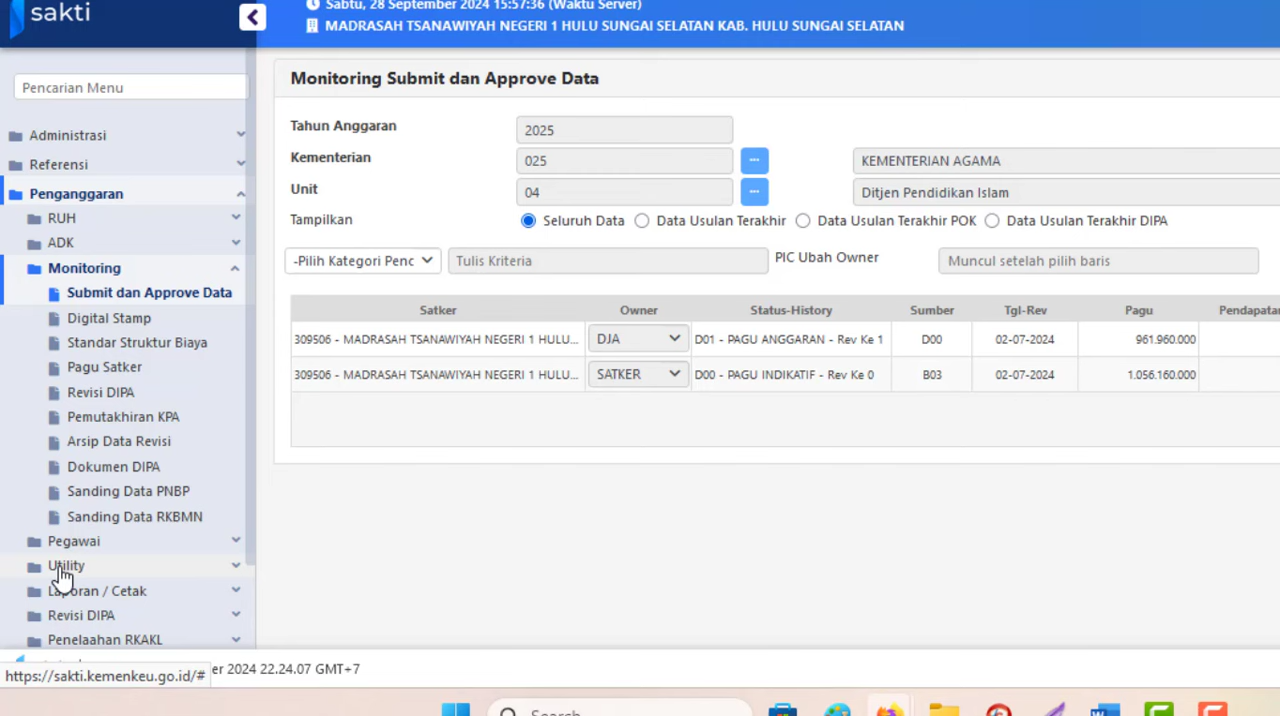 sakti
Sabtu, 28 September 2024 15:57:36 (Waktu Server)
MADRASAH TSANAWIYAH NEGERI 1 HULU SUNGAI SELATAN KAB. HULU SUNGAI SELATAN
Pencarian Menu
Administrasi
Referensi
Penganggaran
RUH
ADK
Monitoring
Submit dan Approve Data
Digital Stamp
Standar Struktur Biaya
Pagu Satker
Revisi DIPA
Pemutakhiran KPA
Arsip Data Revisi
Dokumen DIPA
Sanding Data PNBP
Sanding Data RKBMN
Pegawai
Utility
Laporan / Cetak
Revisi DIPA
Penelaahan RKAKL
Monitoring Submit dan Approve Data
Tahun Anggaran 2025
Kementerian 025 ... KEMENTERIAN AGAMA
Unit 04 ... Ditjen Pendidikan Islam
Tampilkan Seluruh Data Data Usulan Terakhir Data Usulan Terakhir POK Data Usulan Terakhir DIPA
-Pilih Kategori Penc Tulis Kriteria PIC Ubah Owner Muncul setelah pilih baris
Satker Owner Status-History Sumber Tgl-Rev Pagu Pendapata
309506 - MADRASAH TSANAWIYAH NEGERI 1 HULU... DJA D01 - PAGU ANGGARAN - Rev Ke 1 D00 02-07-2024 961.960.000
309506 - MADRASAH TSANAWIYAH NEGERI 1 HULU... SATKER D00 - PAGU INDIKATIF - Rev Ke 0 B03 02-07-2024 1.056.160.000
https://sakti.kemenkeu.go.id/# er 2024 22.24.07 GMT+7
Search